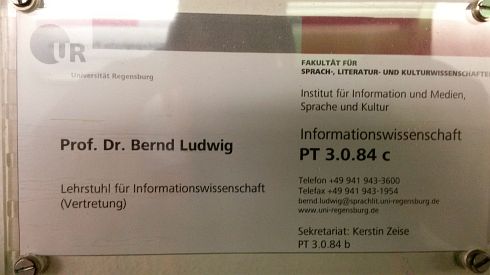 UR
Universität Regensburg
FAKULTÄT FÜR
SPRACH-, LITERATUR- UND KULTURWISSENSCHAFTEN
Institut für Information und Medien,
Sprache und Kultur
Prof. Dr. Bernd Ludwig
Lehrstuhl für Informationswissenschaft
(Vertretung)
Informationswissenschaft
PT 3.0.84 c
Telefon +49 941 943-3600
Telefax +49 941 943-1954
bernd.ludwig@sprachlit.uni-regensburg.de
www.uni-regensburg.de
Sekretariat: Kerstin Zeise
PT 3.0.84 b